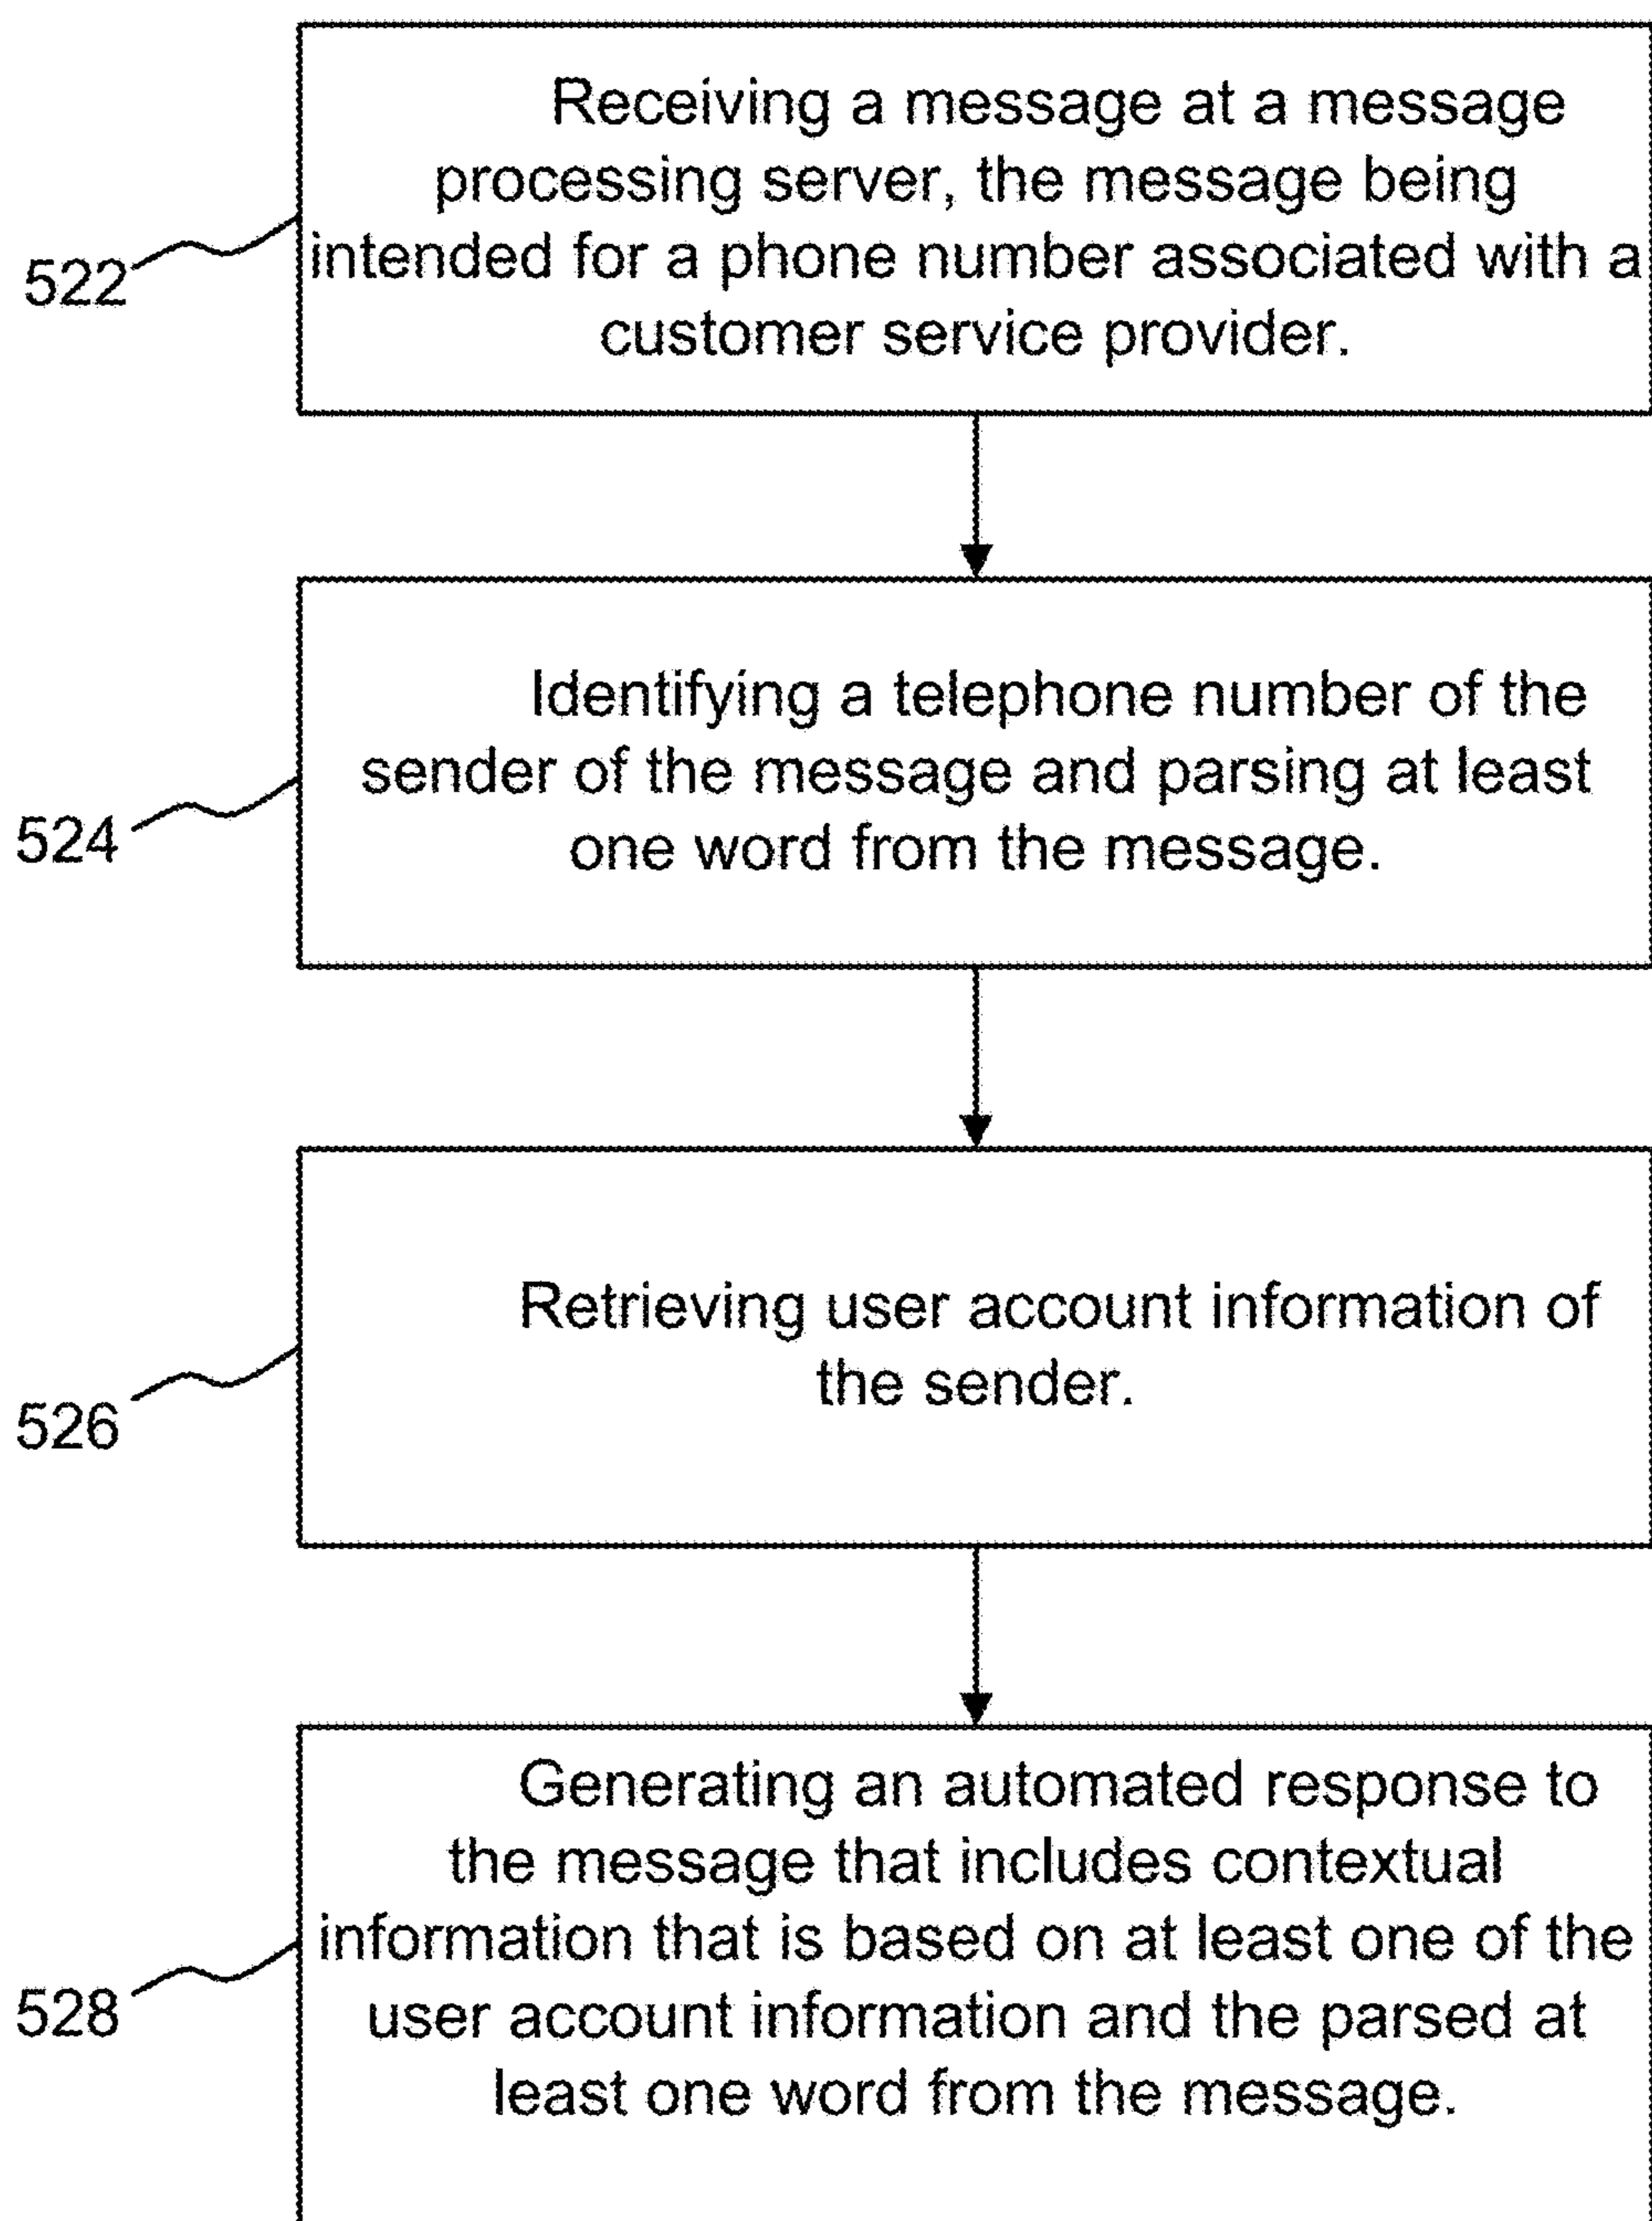 Receiving a message at a message
processing server, the message being
intended for a phone number associated with a
customer service provider.
522
Identifying a telephone number of the
sender of the message and parsing at least
one word from the message.
524
Retrieving user account information of
the sender.
526
Generating an automated response to
the message that includes contextual
information that is based on at least one of the
user account information and the parsed at
least one word from the message.
528